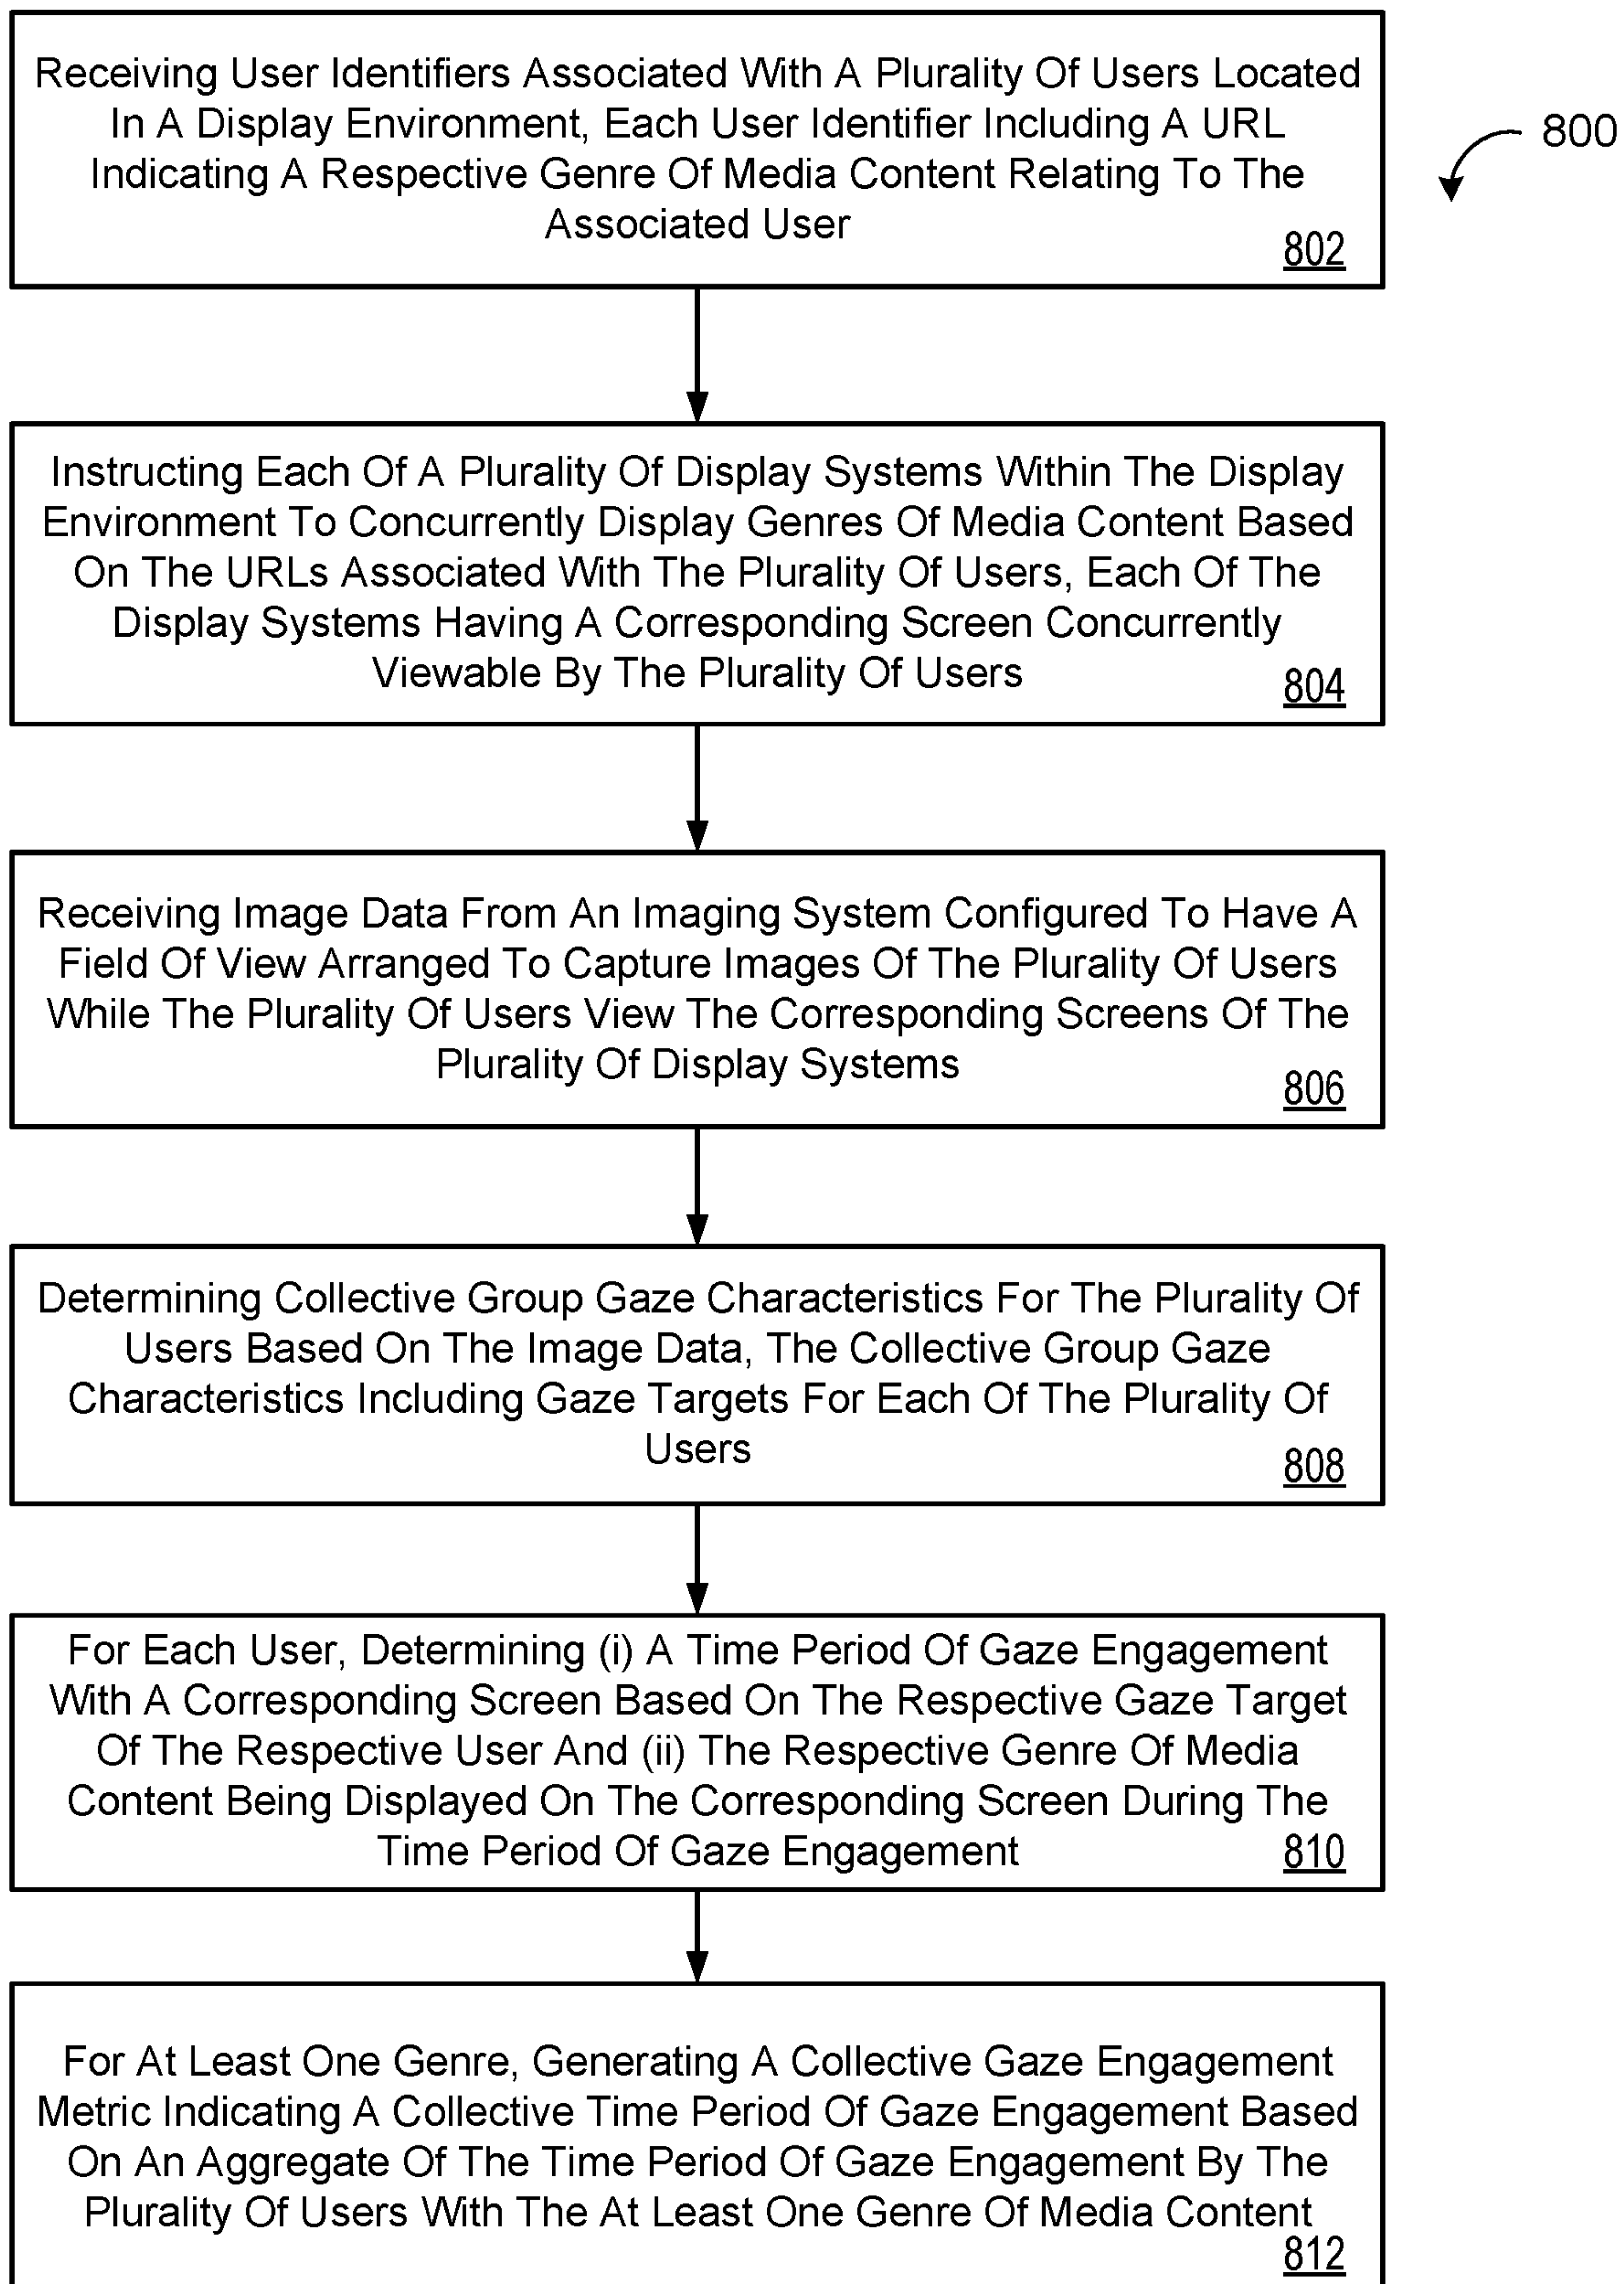 Receiving User Identifiers Associated With A Plurality Of Users Located
In A Display Environment, Each User Identifier Including A URL
Indicating A Respective Genre Of Media Content Relating To The
Associated User
802
800
Instructing Each Of A Plurality Of Display Systems Within The Display
Environment To Concurrently Display Genres Of Media Content Based
On The URLs Associated With The Plurality Of Users, Each Of The
Display Systems Having A Corresponding Screen Concurrently
Viewable By The Plurality Of Users
804
Receiving Image Data From An Imaging System Configured To Have A
Field Of View Arranged To Capture Images Of The Plurality Of Users
While The Plurality Of Users View The Corresponding Screens Of The
Plurality Of Display Systems
806
Determining Collective Group Gaze Characteristics For The Plurality Of
Users Based On The Image Data, The Collective Group Gaze
Characteristics Including Gaze Targets For Each Of The Plurality Of
Users
808
For Each User, Determining (i) A Time Period Of Gaze Engagement
With A Corresponding Screen Based On The Respective Gaze Target
Of The Respective User And (ii) The Respective Genre Of Media
Content Being Displayed On The Corresponding Screen During The
Time Period Of Gaze Engagement
810
For At Least One Genre, Generating A Collective Gaze Engagement
Metric Indicating A Collective Time Period Of Gaze Engagement Based
On An Aggregate Of The Time Period Of Gaze Engagement By The
Plurality Of Users With The At Least One Genre Of Media Content
812